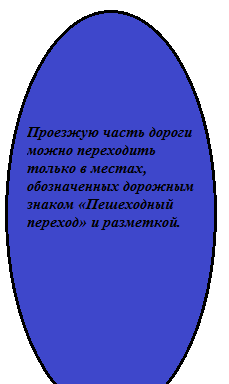 Проезжую часть дороги
можно переходить
только в местах,
обозначенных дорожным
знаком «Пешеходный
переход» и разметкой.